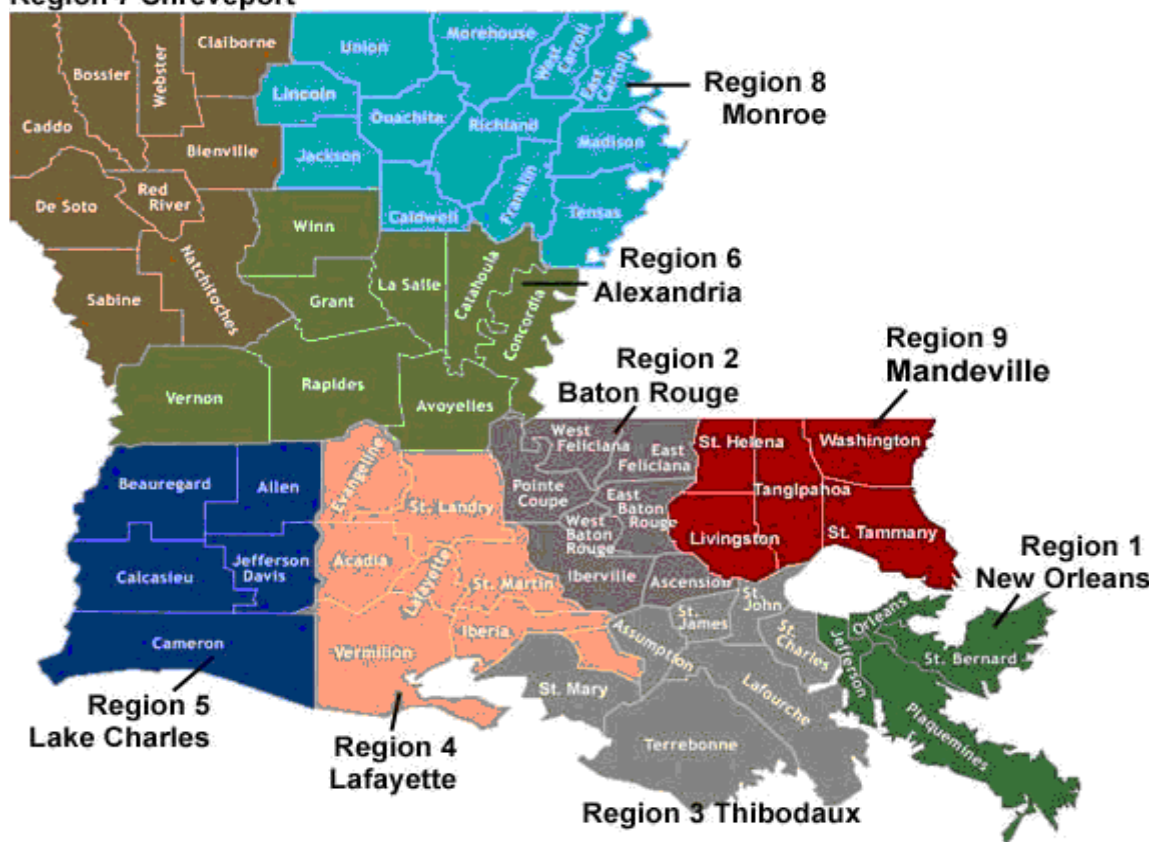 Region 7 Shreveport
Claiborne
Union
Morehouse
West
Carroll
East
Carroll
Bossier
Webster
Region 8
Monroe
Lincoln
Ouachita
Richland
Caddo
Bienville
Jackson
Madison
De Soto
Red
River
Caldwell
Franklin
Tensas
Winn
Natchitoches
La Salle
Catahoula
Concordia
Region 6
Alexandria
Sabine
Grant
Region 2
Baton Rouge
Region 9
Mandeville
Vernon
Rapides
Avoyelles
West
Feliciana
East
Feliciana
St. Helena
Washington
Beauregard
Allen
Evangeline
St. Landry
Pointe
Coupe
East
Baton
Rouge
Tangipahoa
West
Baton
Rouge
Livingston
St. Tammany
Calcasieu
Jefferson
Davis
Acadia
Lafayette
St. Martin
Iberville
Ascension
Region 1
New Orleans
St.
John
St.
James
Orleans
Cameron
Vermilion
Iberia
Assumption
St.
Charles
Jefferson
St. Bernard
St. Mary
Lafourche
Plaquemines
Region 5
Lake Charles
Region 4
Lafayette
Terrebonne
Region 3 Thibodaux